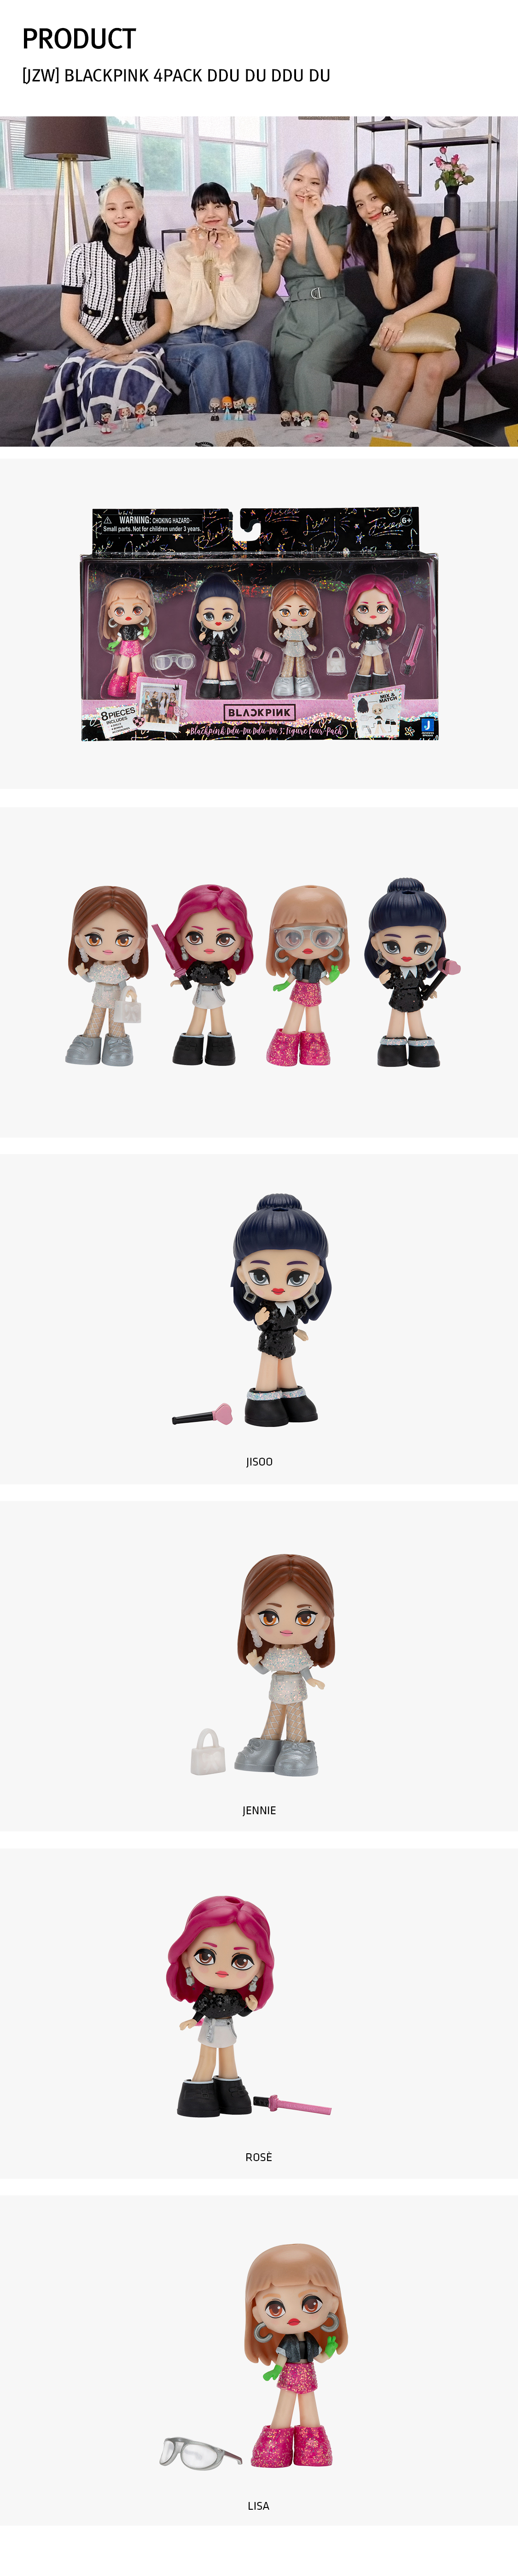 PRODUCT
[JZW] BLACKPINK 4PACK DDU DU DDU DU
WARNING: CHOKING HAZARD-
Small parts. Not for children under 3 years.
6+
8 PIECES
INCLUDES
MIX &
MATCH
BLACKPINK
Blackpink Ddu-Du Ddu-Du 3" Figure Four Pack
JISOO
JENNIE
ROSÉ
LISA